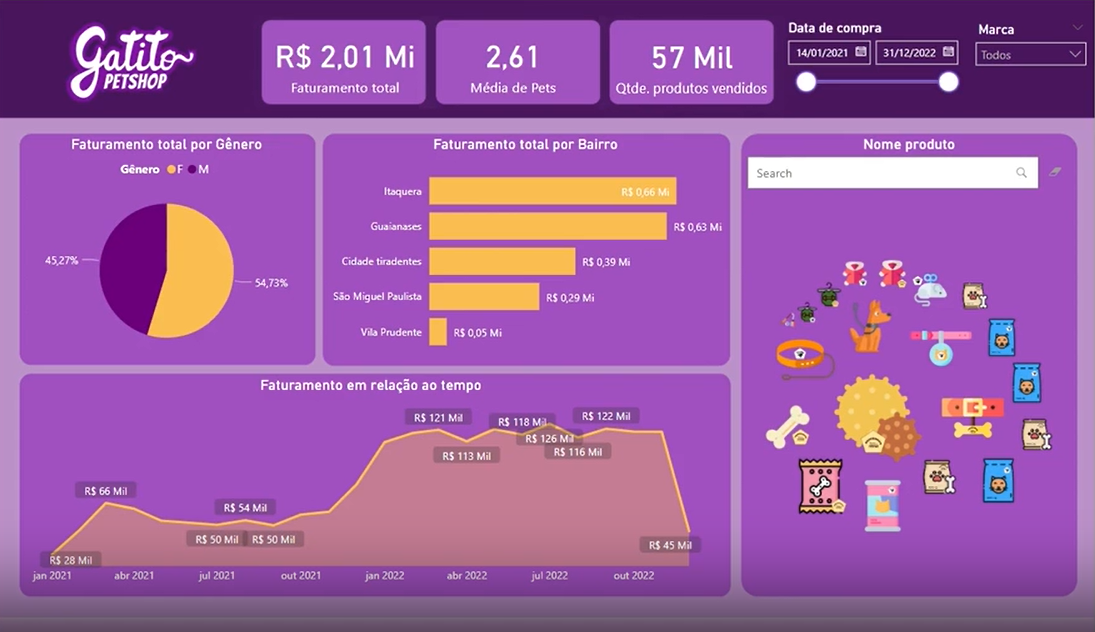 Gatito
PETSHOP
R$ 2,01 Mi
Faturamento total
2,61
Média de Pets
57 Mil
Qtde. produtos vendidos
Data de compra
14/01/2021
31/12/2022
Marca
Todos
Faturamento total por Gênero
Gênero F M
45,27%
54,73%
Faturamento total por Bairro
Itaquera R$ 0,66 Mi
Guaianases R$ 0,63 Mi
Cidade tiradentes R$ 0,39 Mi
São Miguel Paulista R$ 0,29 Mi
Vila Prudente R$ 0,05 Mi
Nome produto
Search
Faturamento em relação ao tempo
R$ 121 Mil
R$ 118 Mil
R$ 122 Mil
R$ 126 Mil
R$ 113 Mil
R$ 116 Mil
R$ 66 Mil
R$ 54 Mil
R$ 50 Mil
R$ 50 Mil
R$ 45 Mil
R$ 28 Mil
jan 2021 abr 2021 jul 2021 out 2021 jan 2022 abr 2022 jul 2022 out 2022